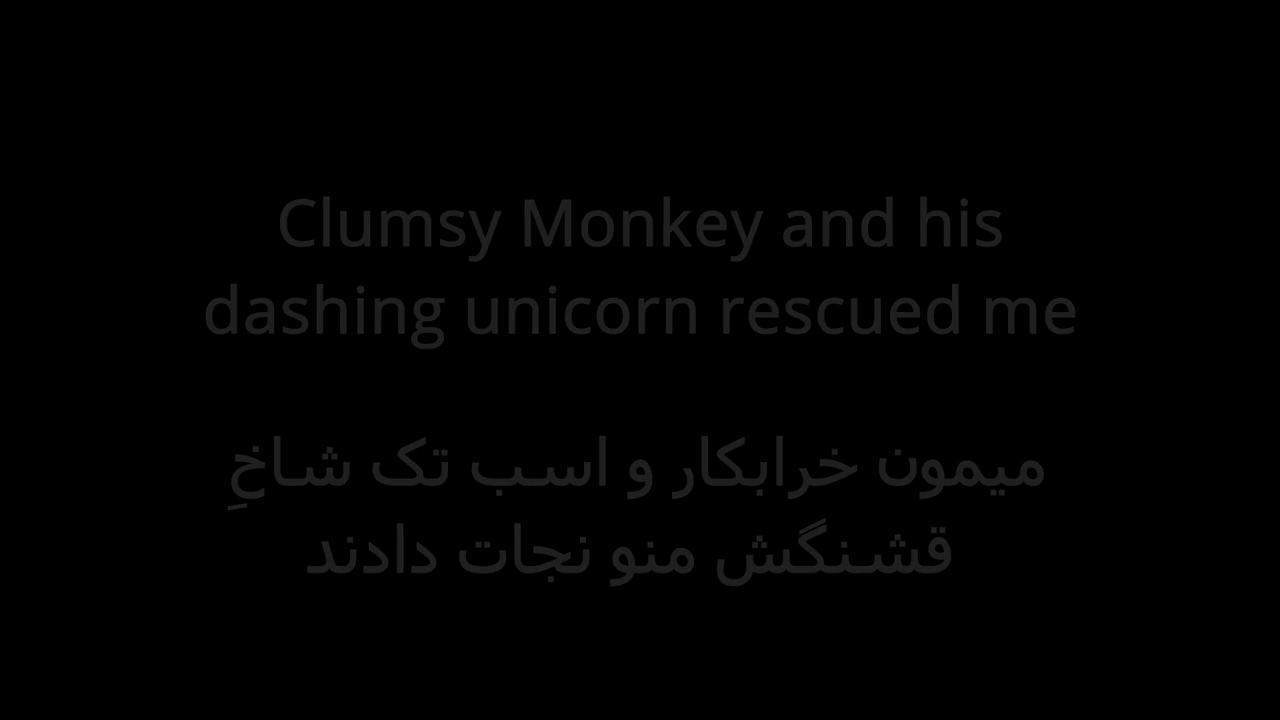 Clumsy Monkey and his
dashing unicorn rescued me
میمون خرابکار و اسب تک شاخِ
قشنگش منو نجات دادند